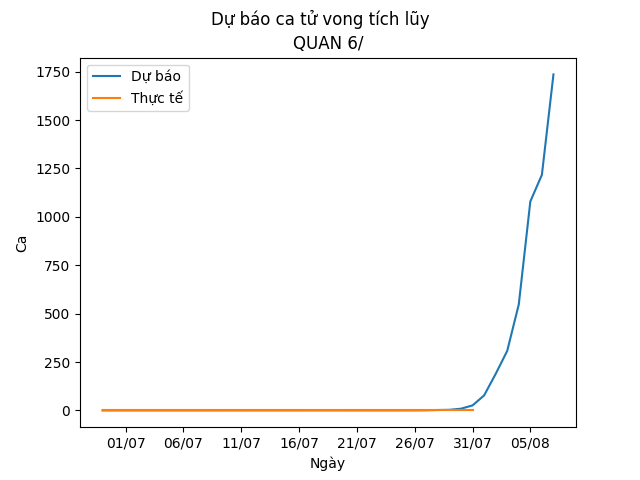 Dự báo ca tử vong tích lũy
QUAN 6/
Dự báo
Thực tế
1750
1500
1250
1000
750
500
250
0
Ca
01/07 06/07 11/07 16/07 21/07 26/07 31/07 05/08
Ngày